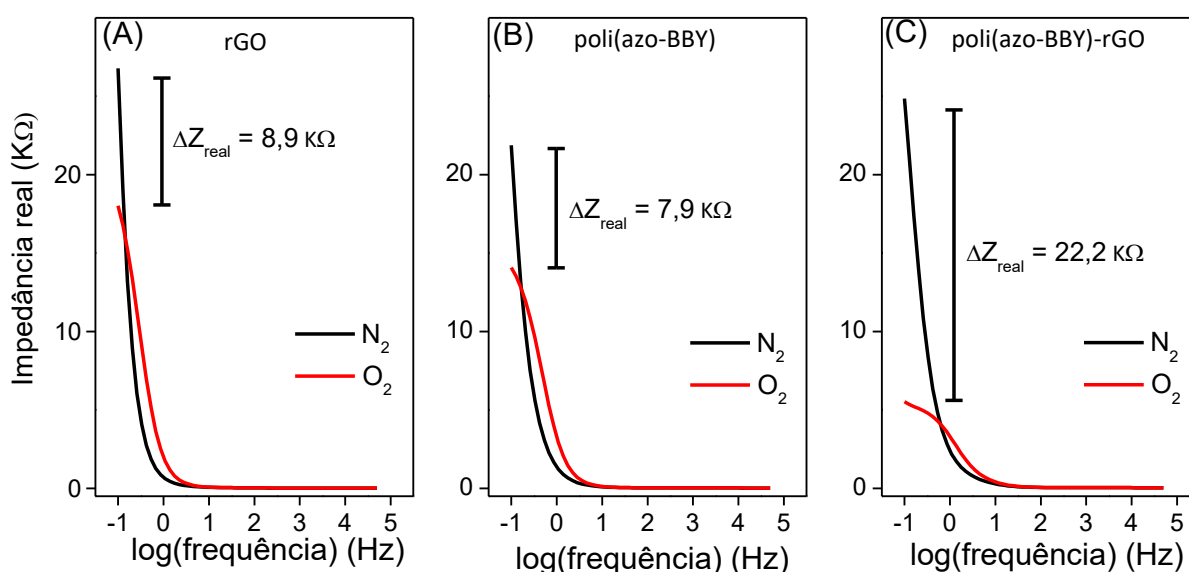 (A)
rGO
ΔZreal = 8,9 KΩ
N2
O2
Impedância real (KΩ)
20
10
0
-1 0 1 2 3 4 5
log(frequência) (Hz)
(B)
poli(azo-BBY)
ΔZreal = 7,9 KΩ
N2
O2
20
10
0
-1 0 1 2 3 4 5
log(frequência) (Hz)
(C)
poli(azo-BBY)-rGO
ΔZreal = 22,2 KΩ
N2
O2
20
10
0
-1 0 1 2 3 4 5
log(frequência) (Hz)